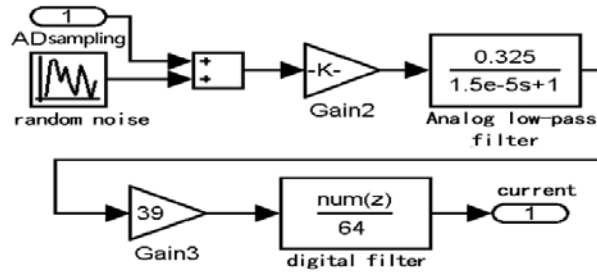 1
ADsampling
random noise
+
+
-K-
Gain2
0.325
1.5e-5s+1
Analog low-pass
filter
39
Gain3
num(z)
64
digital filter
current
1